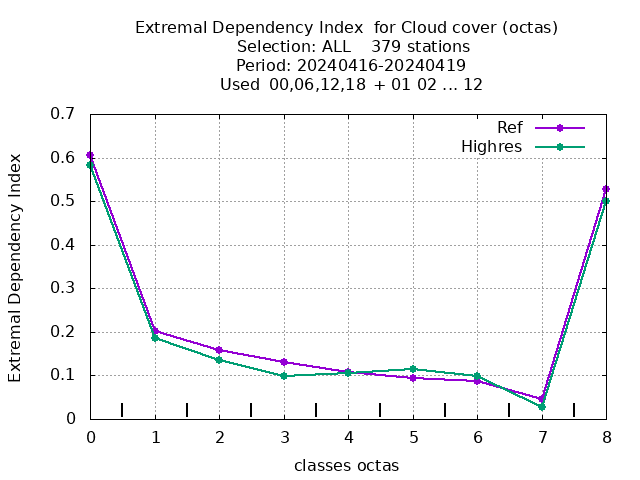 Extremal Dependency Index  for Cloud cover (octas)
Selection: ALL    379 stations
Period: 20240416-20240419
Used  00,06,12,18  + 01 02 ... 12
Ref
Highres
Extremal Dependency Index
0.7
0.6
0.5
0.4
0.3
0.2
0.1
0
0 1 2 3 4 5 6 7 8
classes octas